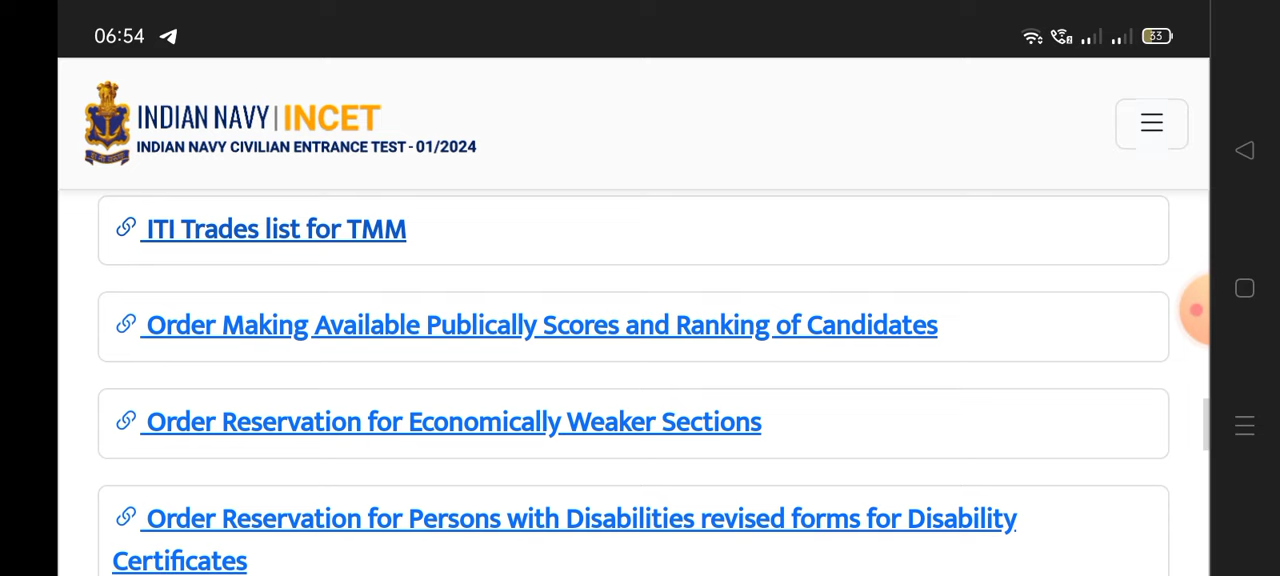 06:54
33
INDIAN NAVY | INCET
INDIAN NAVY CIVILIAN ENTRANCE TEST - 01/2024
ITI Trades list for TMM
Order Making Available Publically Scores and Ranking of Candidates
Order Reservation for Economically Weaker Sections
Order Reservation for Persons with Disabilities revised forms for Disability
Certificates